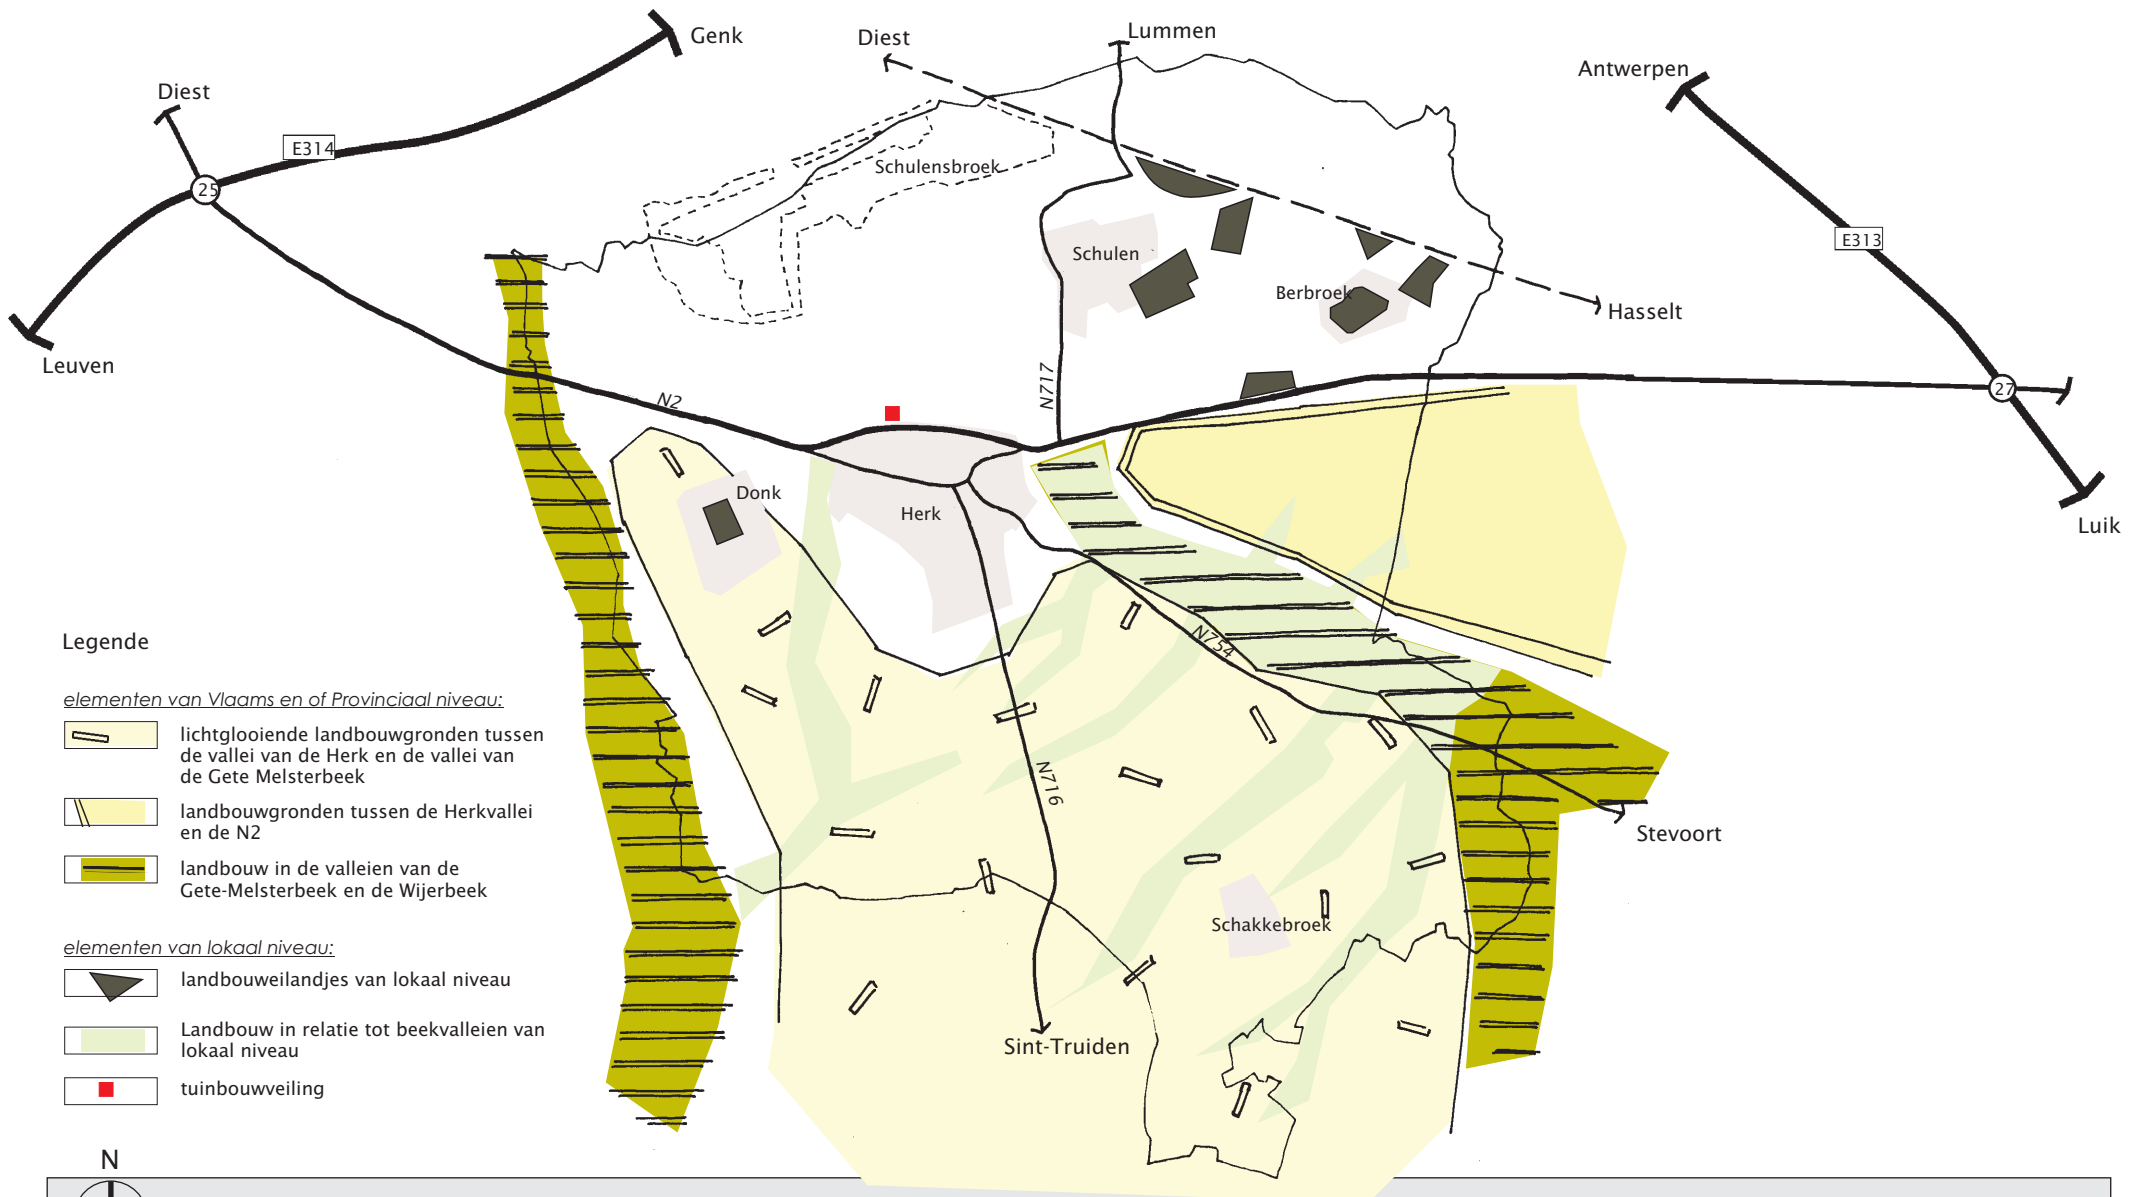 Genk
Diest
Lummen
Antwerpen
Diest
E314
Schulensbroek
25
E313
Schulen
Berbroek
Hasselt
Leuven
N717
N2
27
Donk
Herk
Luik
N754
Legende
elementen van Vlaams en of Provinciaal niveau:
lichtglooiende landbouwgronden tussen
de vallei van de Herk en de vallei van
de Gete Melsterbeek
landbouwgronden tussen de Herkvallei
en de N2
landbouw in de valleien van de
Gete-Melsterbeek en de Wijerbeek
N716
Stevoort
Schakkebroek
elementen van lokaal niveau:
landbouweilandjes van lokaal niveau
Landbouw in relatie tot beekvalleien van
lokaal niveau
tuinbouwveiling
Sint-Truiden
N